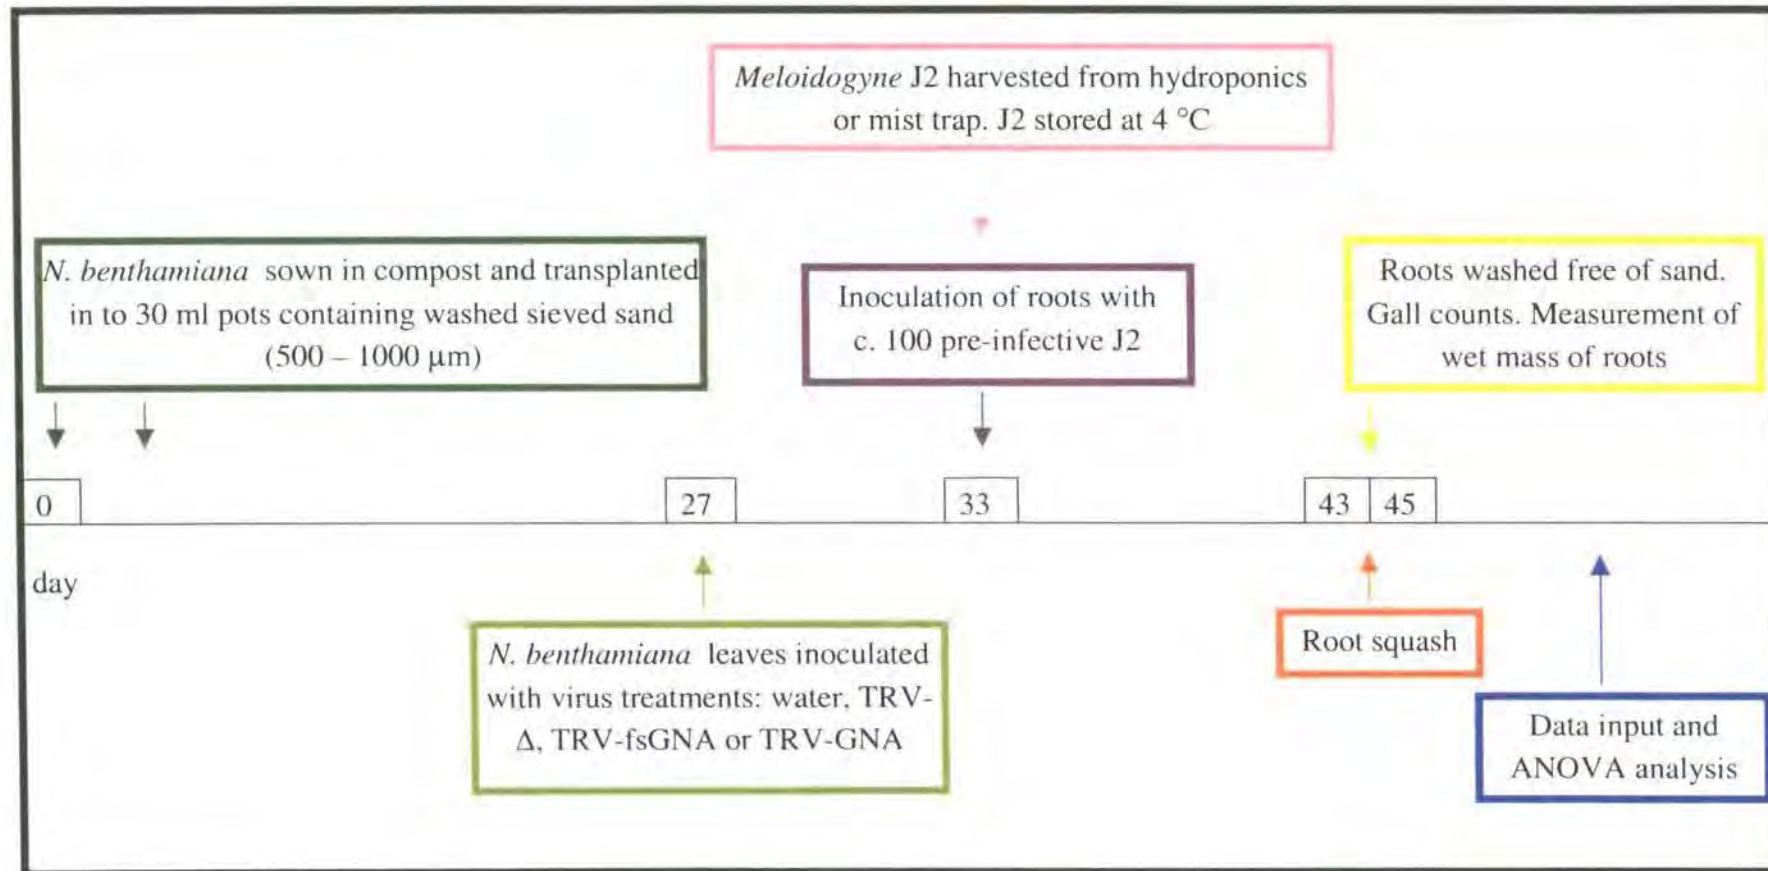 Meloidogyne J2 harvested from hydroponics
or mist trap. J2 stored at 4 °C
N. benthamiana sown in compost and transplanted
in to 30 ml pots containing washed sieved sand
(500 – 1000 µm)
Inoculation of roots with
c. 100 pre-infective J2
Roots washed free of sand.
Gall counts. Measurement of
wet mass of roots
0
27
33
43
45
day
N. benthamiana leaves inoculated
with virus treatments: water, TRV-
Δ, TRV-fsGNA or TRV-GNA
Root squash
Data input and
ANOVA analysis